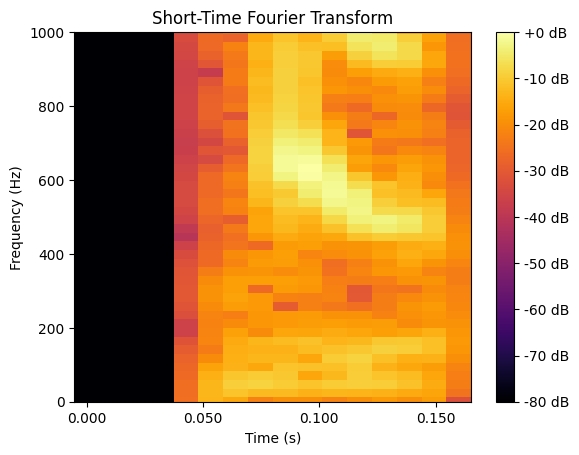 Short-Time Fourier Transform
Frequency (Hz)
1000
800
600
400
200
0
0.000
0.050
0.100
0.150
Time (s)
+0 dB
-10 dB
-20 dB
-30 dB
-40 dB
-50 dB
-60 dB
-70 dB
-80 dB